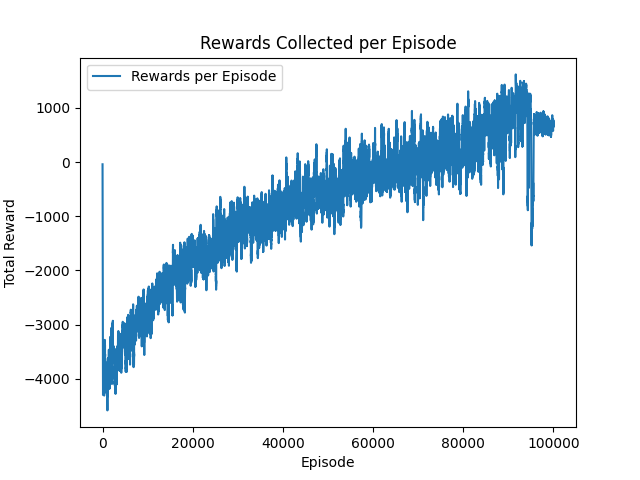 Rewards Collected per Episode
Rewards per Episode
1000
0
−1000
−2000
−3000
−4000
Total Reward
0 20000 40000 60000 80000 100000
Episode